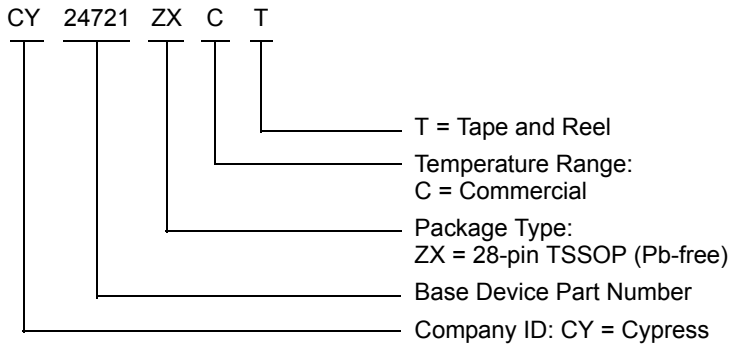 CY 24721 ZX C T
T = Tape and Reel
Temperature Range:
C = Commercial
Package Type:
ZX = 28-pin TSSOP (Pb-free)
Base Device Part Number
Company ID: CY = Cypress